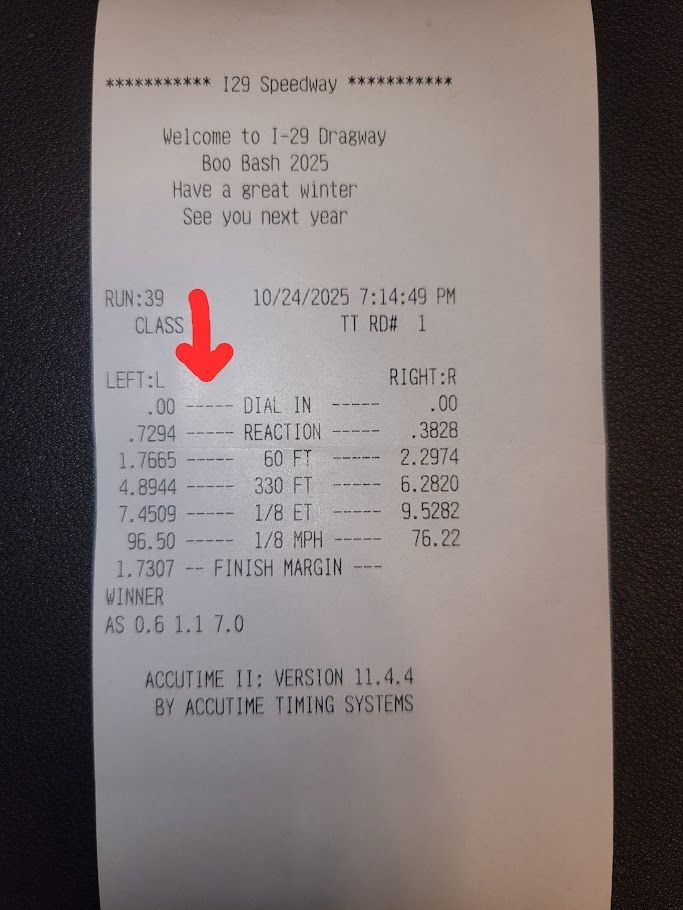 *********** I29 Speedway ***********
Welcome to I-29 Dragway
Boo Bash 2025
Have a great winter
See you next year
RUN:39 10/24/2025 7:14:49 PM
CLASS TT RD# 1
LEFT:L RIGHT:R
.00 ----- DIAL IN ----- .00
.7294 ----- REACTION ----- .3828
1.7665 ----- 60 FT ----- 2.2974
4.8944 ----- 330 FT ----- 6.2820
7.4509 ----- 1/8 ET ----- 9.5282
96.50 ----- 1/8 MPH ----- 76.22
1.7307 -- FINISH MARGIN ---
WINNER
AS 0.6 1.1 7.0
ACCUTIME II: VERSION 11.4.4
BY ACCUTIME TIMING SYSTEMS